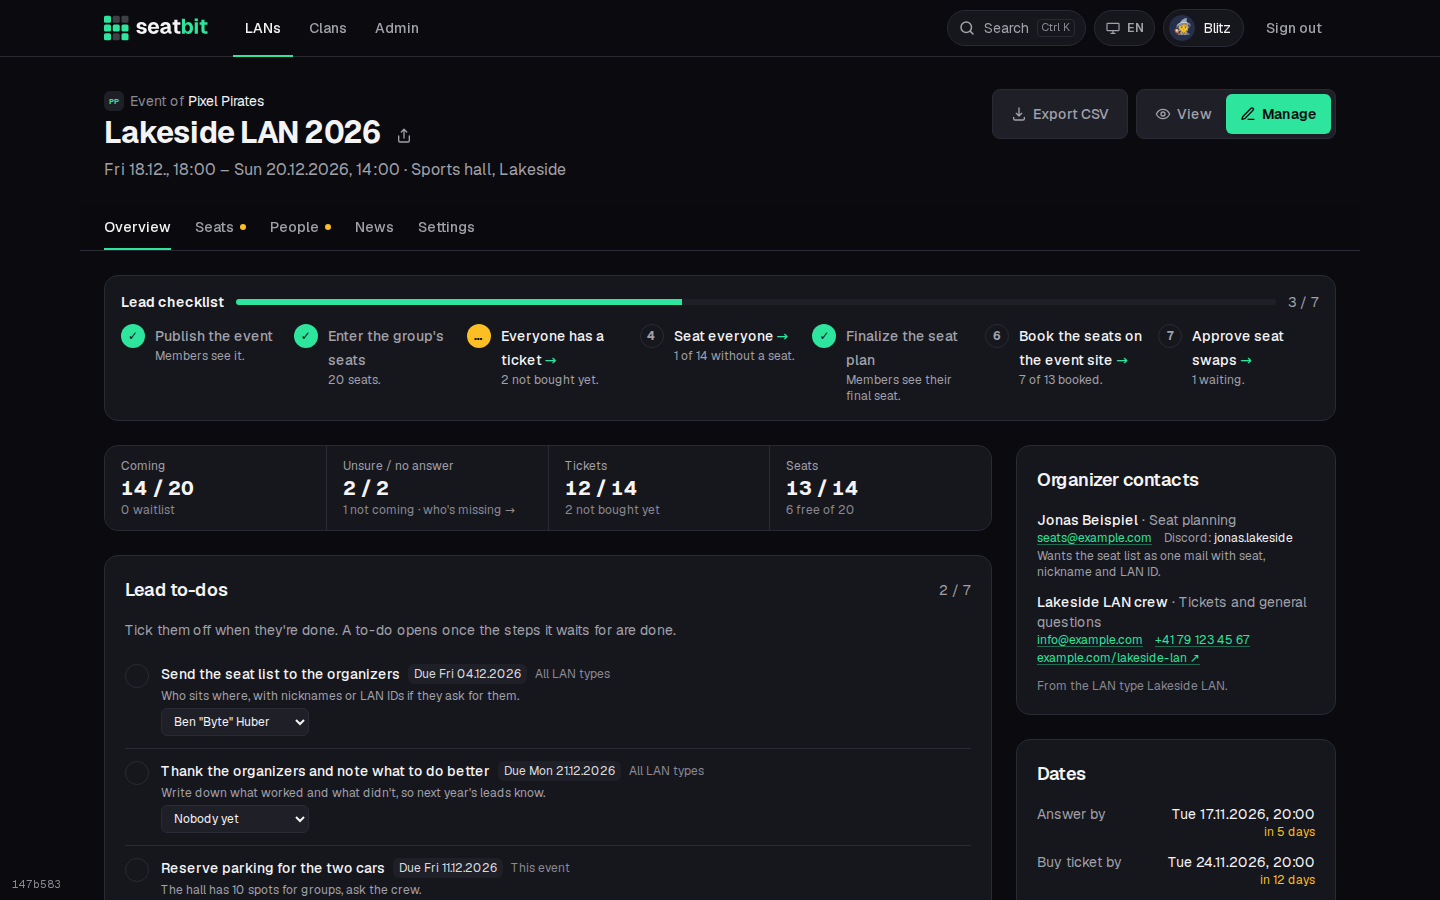 seatbit
LANs
Clans
Admin
Search Ctrl K
EN
Blitz
Sign out
PP Event of Pixel Pirates
Lakeside LAN 2026
Fri 18.12., 18:00 – Sun 20.12.2026, 14:00 · Sports hall, Lakeside
Export CSV
View
Manage
Overview
Seats
People
News
Settings
Lead checklist
3 / 7
✓ Publish the event
Members see it.
✓ Enter the group's
seats
20 seats.
… Everyone has a
ticket →
2 not bought yet.
4 Seat everyone →
1 of 14 without a seat.
✓ Finalize the seat
plan
Members see their
final seat.
6 Book the seats on
the event site →
7 of 13 booked.
7 Approve seat
swaps →
1 waiting.
Coming
14 / 20
0 waitlist
Unsure / no answer
2 / 2
1 not coming · who's missing →
Tickets
12 / 14
2 not bought yet
Seats
13 / 14
6 free of 20
Lead to-dos
2 / 7
Tick them off when they're done. A to-do opens once the steps it waits for are done.
Send the seat list to the organizers Due Fri 04.12.2026 All LAN types
Who sits where, with nicknames or LAN IDs if they ask for them.
Ben "Byte" Huber
Thank the organizers and note what to do better Due Mon 21.12.2026 All LAN types
Write down what worked and what didn't, so next year's leads know.
Nobody yet
Reserve parking for the two cars Due Fri 11.12.2026 This event
The hall has 10 spots for groups, ask the crew.
Organizer contacts
Jonas Beispiel · Seat planning
seats@example.com Discord: jonas.lakeside
Wants the seat list as one mail with seat,
nickname and LAN ID.
Lakeside LAN crew · Tickets and general
questions
info@example.com +41 79 123 45 67
example.com/lakeside-lan ↗
From the LAN type Lakeside LAN.
Dates
Answer by
Tue 17.11.2026, 20:00
in 5 days
Buy ticket by
Tue 24.11.2026, 20:00
in 12 days
147b583